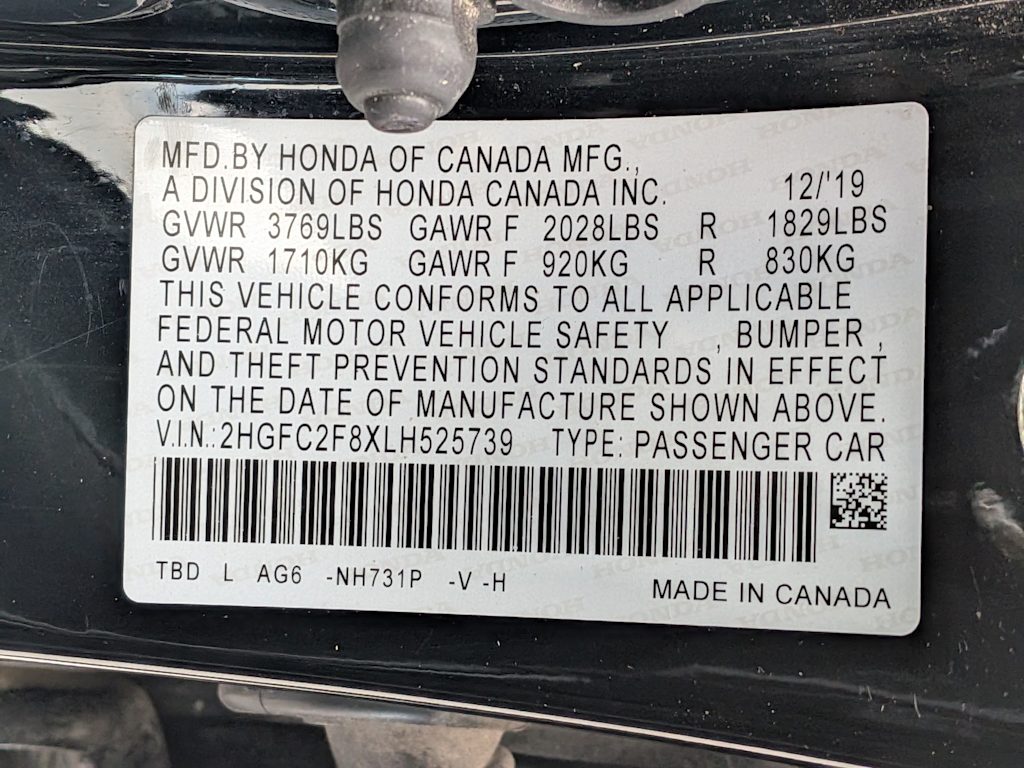 MFD.BY HONDA OF CANADA MFG.,
A DIVISION OF HONDA CANADA INC. 12/'19
GVWR 3769LBS GAWR F 2028LBS R 1829LBS
GVWR 1710KG GAWR F 920KG R 830KG
THIS VEHICLE CONFORMS TO ALL APPLICABLE
FEDERAL MOTOR VEHICLE SAFETY , BUMPER ,
AND THEFT PREVENTION STANDARDS IN EFFECT
ON THE DATE OF MANUFACTURE SHOWN ABOVE.
V.I.N.:2HGFC2F8XLH525739 TYPE: PASSENGER CAR
TBD L AG6 -NH731P -V -H MADE IN CANADA